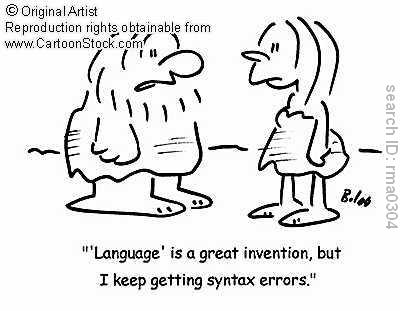 © Original Artist
Reproduction rights obtainable from
www.CartoonStock.com
search ID: rma0304
"'Language' is a great invention, but
I keep getting syntax errors."